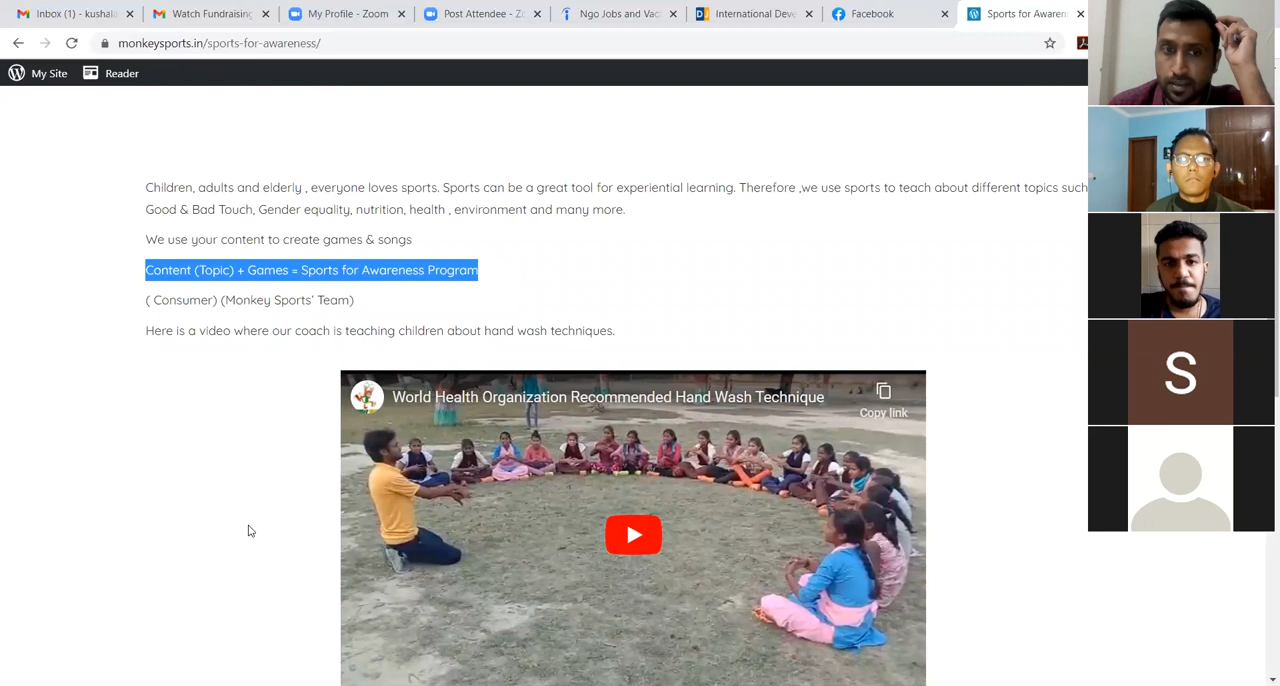 Inbox (1) - kushala
Watch Fundraising
My Profile - Zoom
Post Attendee - Zo
Ngo Jobs and Vac
International Deve
Facebook
Sports for Awaren
monkeysports.in/sports-for-awareness/
My Site
Reader
Children, adults and elderly , everyone loves sports. Sports can be a great tool for experiential learning. Therefore ,we use sports to teach about different topics such
Good & Bad Touch, Gender equality, nutrition, health , environment and many more.
We use your content to create games & songs
Content (Topic) + Games = Sports for Awareness Program
( Consumer) (Monkey Sports’ Team)
Here is a video where our coach is teaching children about hand wash techniques.
World Health Organization Recommended Hand Wash Technique
Copy link
S